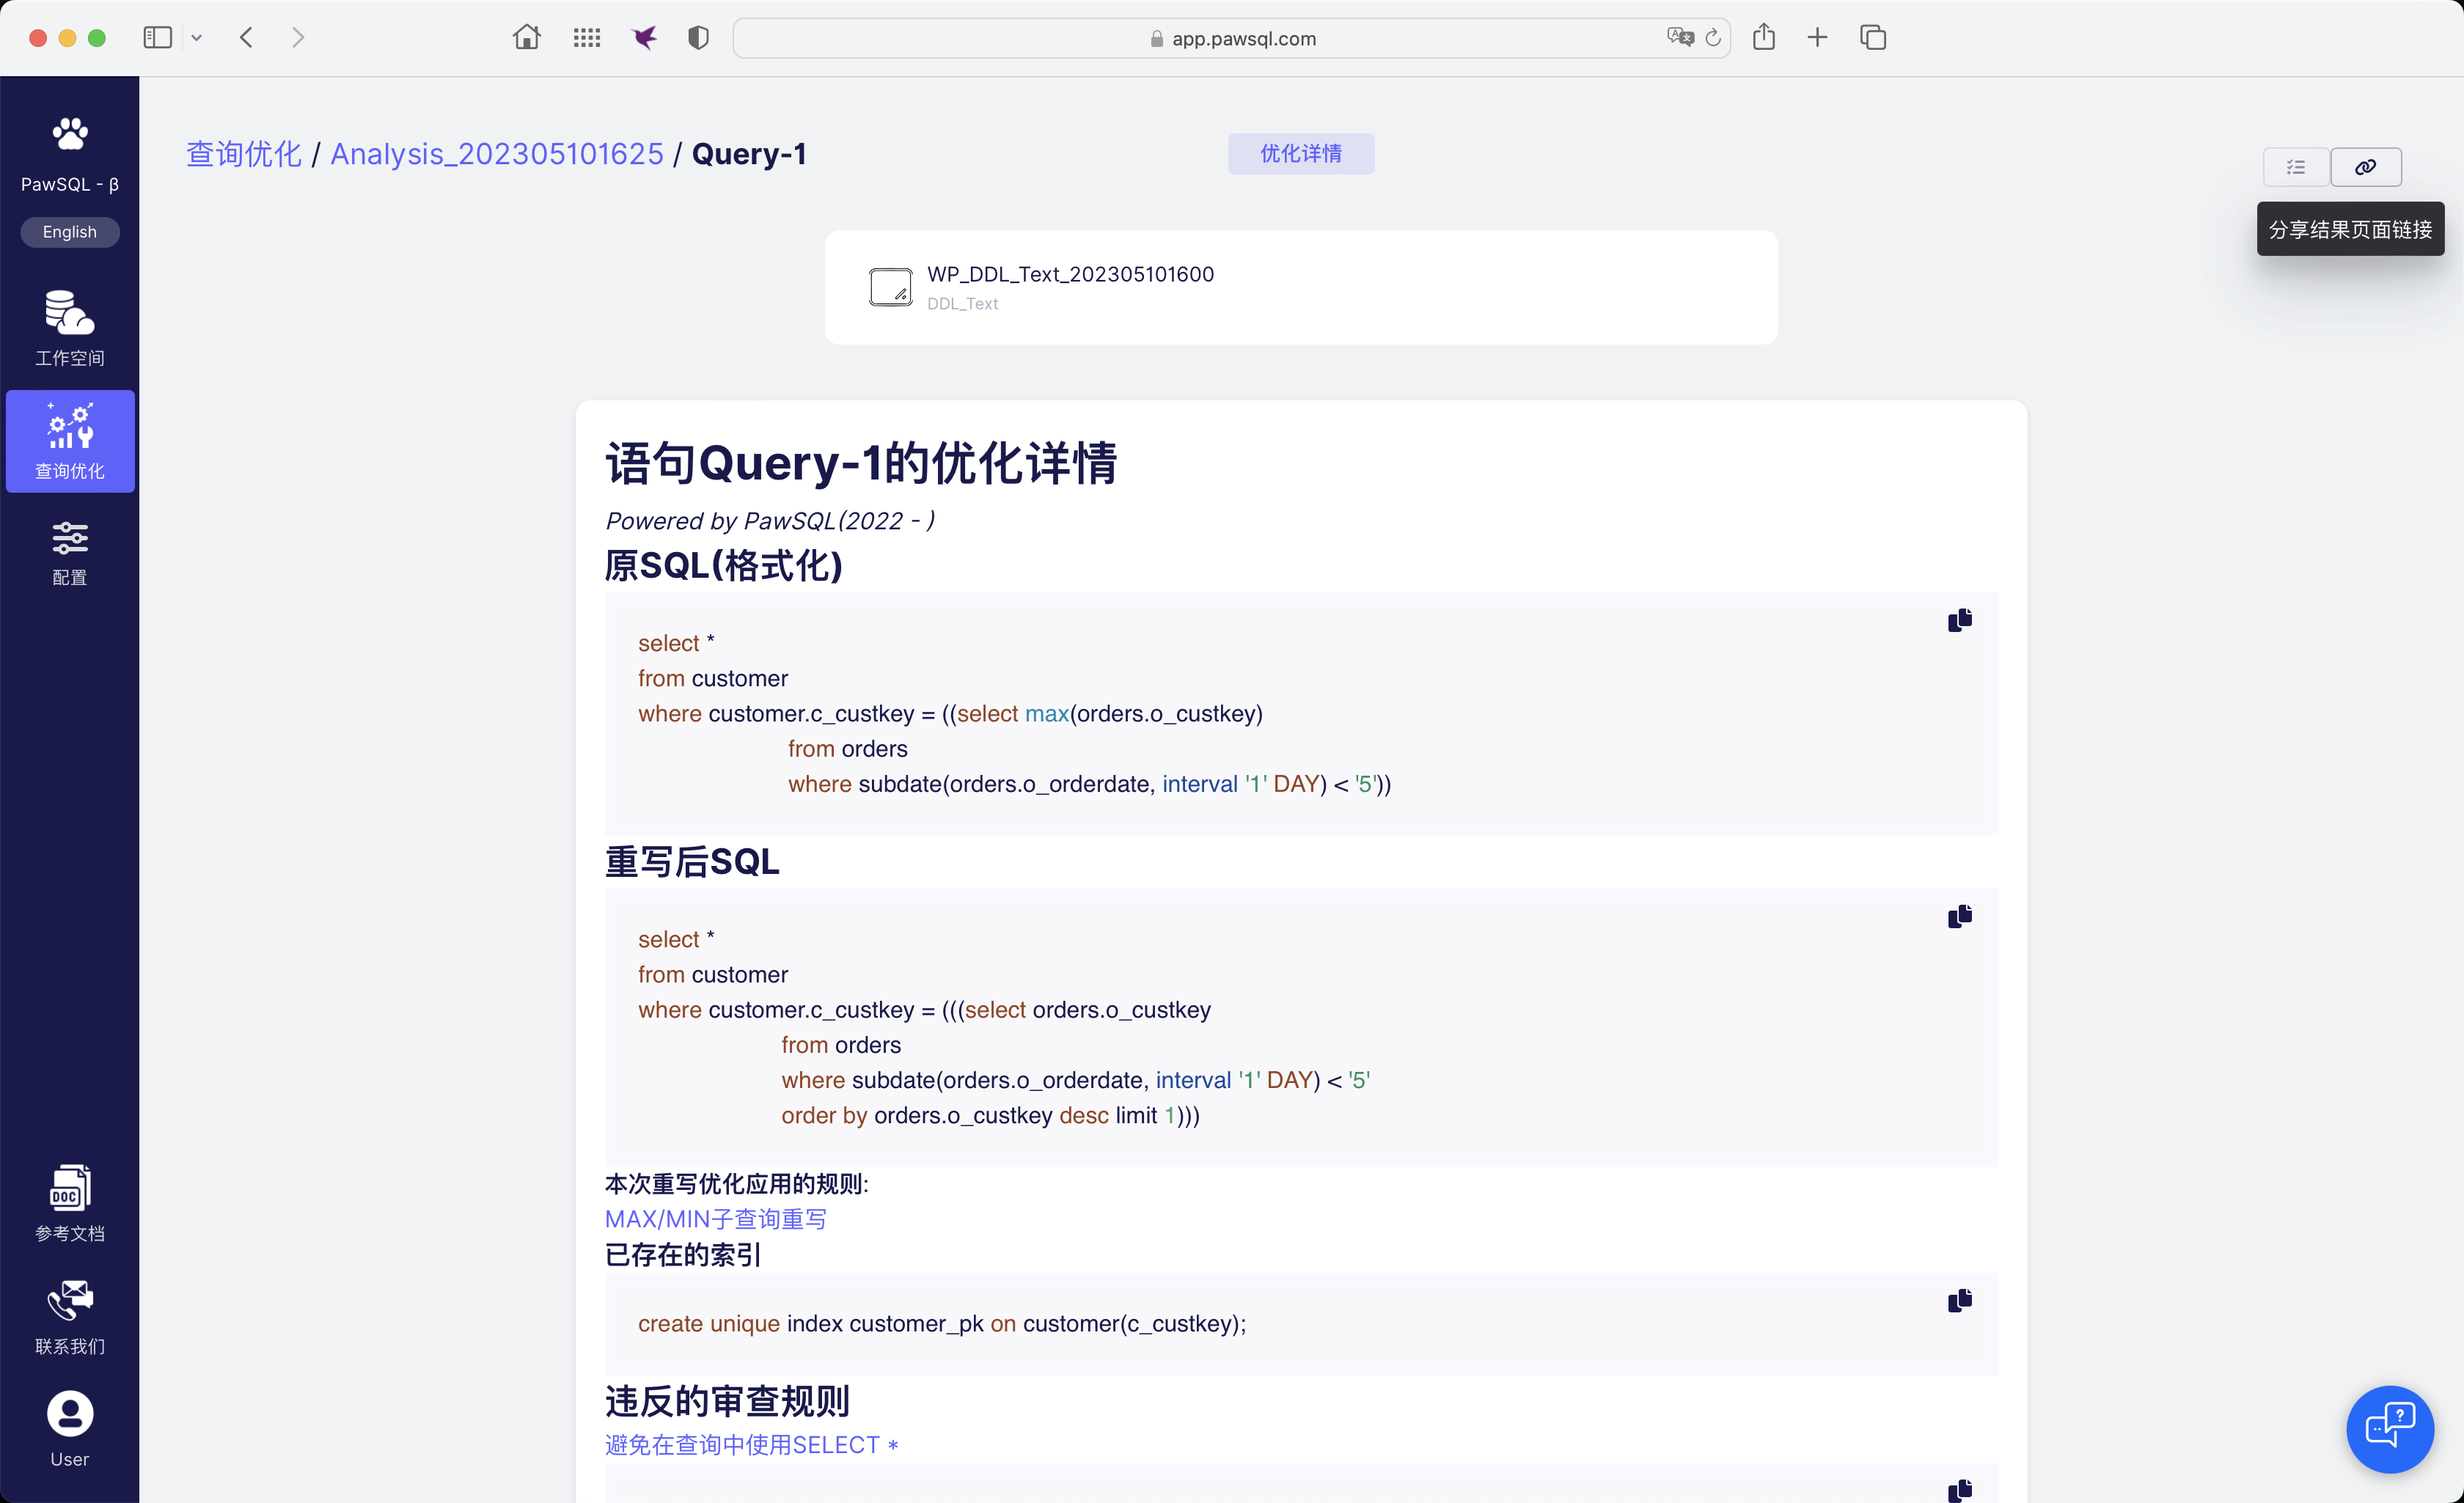 app.pawsql.com
PawSQL - β
English
工作空间
查询优化
配置
DOC
参考文档
联系我们
User
查询优化 / Analysis_202305101625 / Query-1
优化详情
分享结果页面链接
WP_DDL_Text_202305101600
DDL_Text
语句Query-1的优化详情
Powered by PawSQL(2022 - )
原SQL(格式化)
select *
from customer
where customer.c_custkey = ((select max(orders.o_custkey)
from orders
where subdate(orders.o_orderdate, interval '1' DAY) < '5'))
重写后SQL
select *
from customer
where customer.c_custkey = (((select orders.o_custkey
from orders
where subdate(orders.o_orderdate, interval '1' DAY) < '5'
order by orders.o_custkey desc limit 1)))
本次重写优化应用的规则:
MAX/MIN子查询重写
已存在的索引
create unique index customer_pk on customer(c_custkey);
违反的审查规则
避免在查询中使用SELECT *